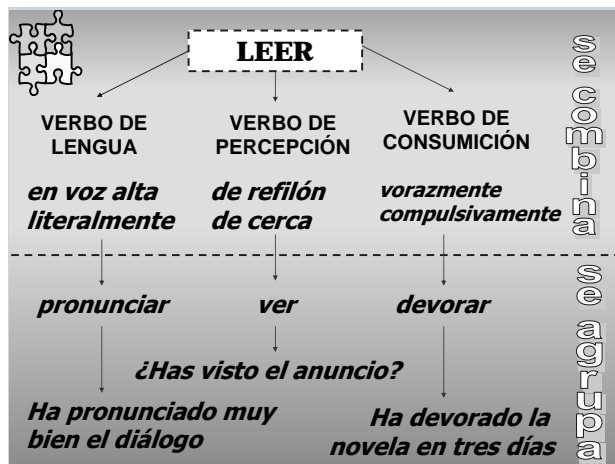 LEER
VERBO DE
LENGUA
VERBO DE
PERCEPCIÓN
VERBO DE
CONSUMICIÓN
en voz alta
literalmente
de refilón
de cerca
vorazmente
compulsivamente
se combina
pronunciar
ver
devorar
¿Has visto el anuncio?
Ha pronunciado muy
bien el diálogo
Ha devorado la
novela en tres días
se agrupa